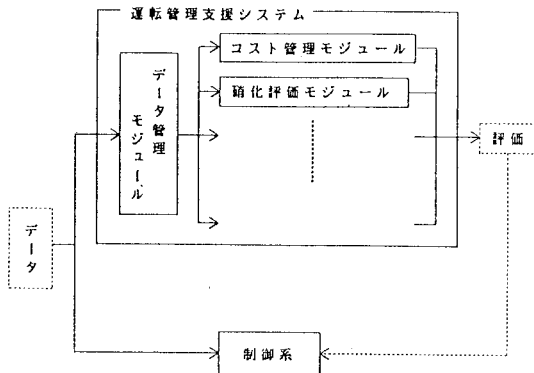 運転管理支援システム
コスト管理モジュール
硝化評価モジュール
データ管理
モジュール
評価
データ
制御系